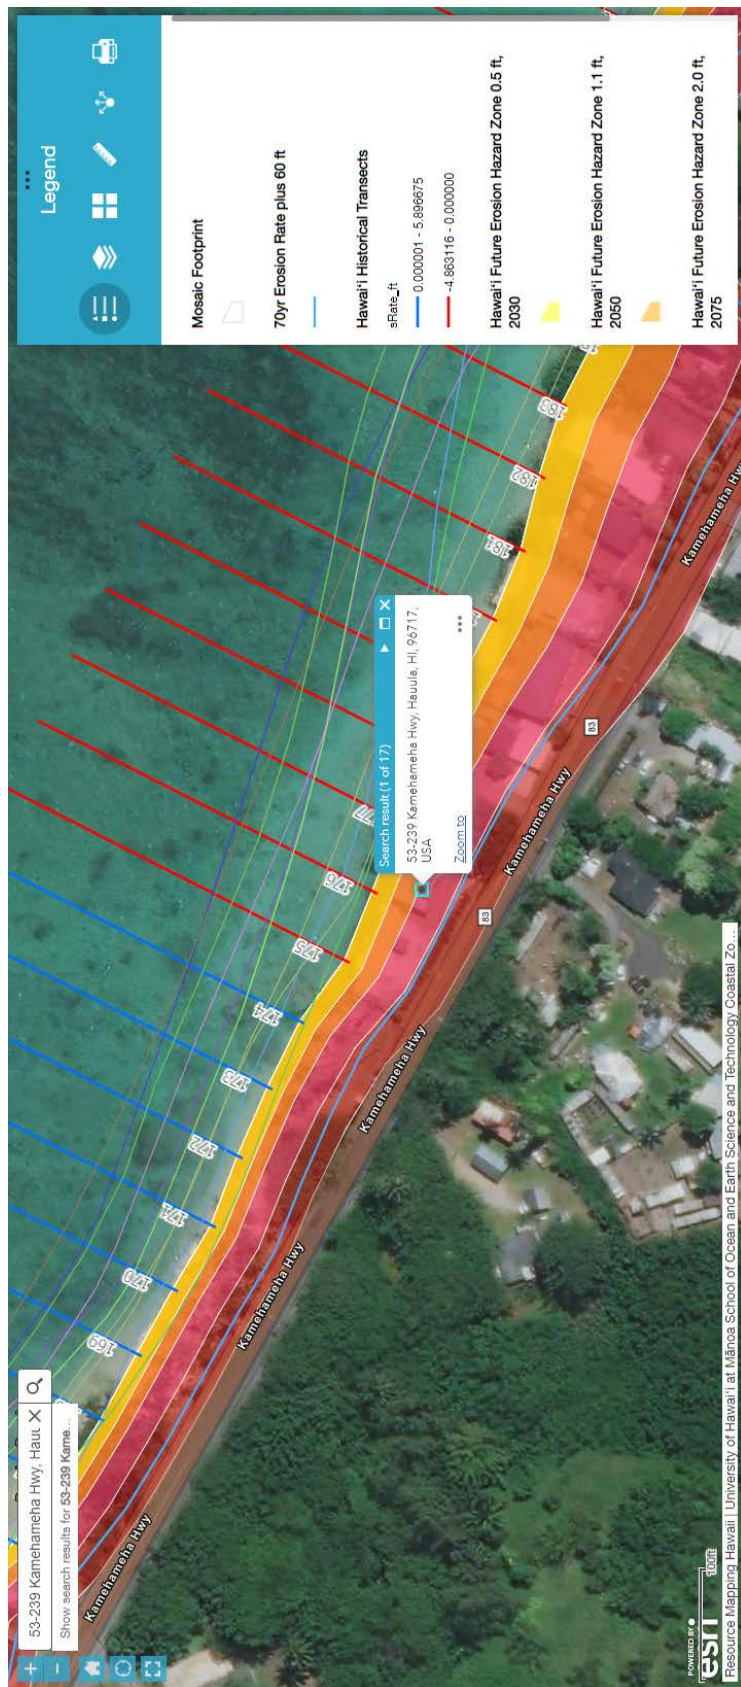 +
−
53-239 Kamehameha Hwy, Hauu
Show search results for 53-239 Kame...
Legend
Mosaic Footprint
70yr Erosion Rate plus 60 ft
Hawaiʻi Historical Transects
sRate_ft
0.000001 - 5.896675
-4.863116 - 0.000000
Hawaiʻi Future Erosion Hazard Zone 0.5 ft,
2030
Hawaiʻi Future Erosion Hazard Zone 1.1 ft,
2050
Hawaiʻi Future Erosion Hazard Zone 2.0 ft,
2075
169
170
171
172
173
174
175
176
177
181
182
183
Search result (1 of 17)
53-239 Kamehameha Hwy, Hauula, HI, 96717,
USA
Zoom to
Kamehameha Hwy
Kamehameha Hwy
Kamehameha Hwy
83
Kamehameha Hwy
83
Kamehameha Hw
POWERED BY
esri
100ft
Resource Mapping Hawaii | University of Hawai'i at Mānoa School of Ocean and Earth Science and Technology Coastal Zo...